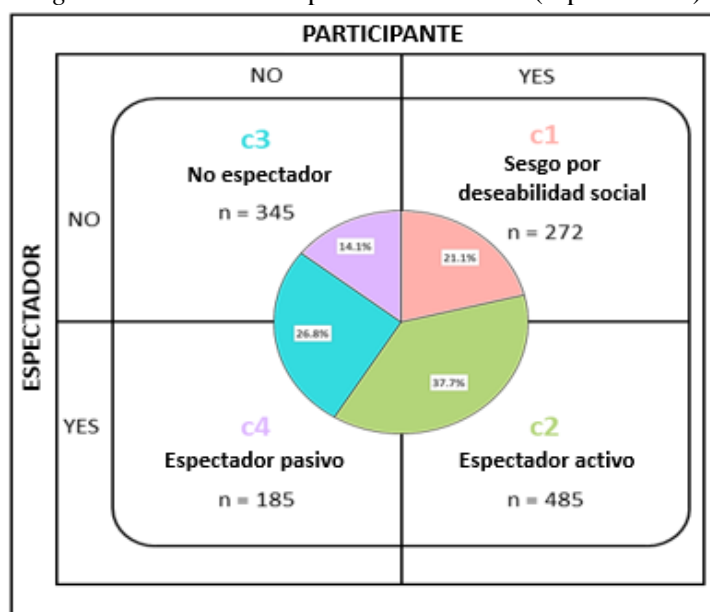 PARTICIPANTE
NO YES
c3 c1
No espectador Sesgo por
deseabilidad social
n = 345 n = 272
NO
14.1% 21.1%
ESPECTADOR
26.8%
37.7%
YES
c4 c2
Espectador pasivo Espectador activo
n = 185 n = 485